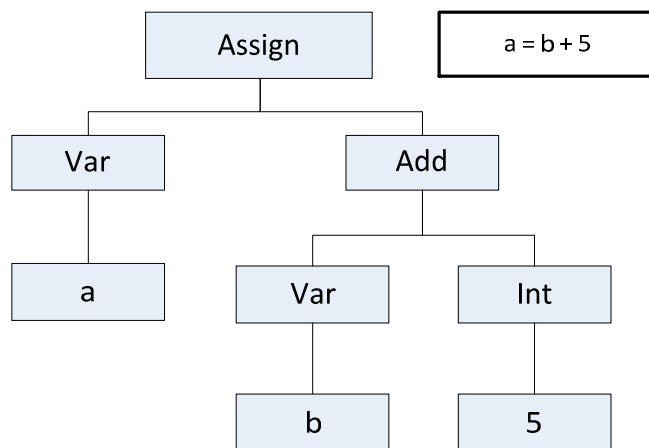 Assign
a = b + 5
Var
Add
a
Var
Int
b
5